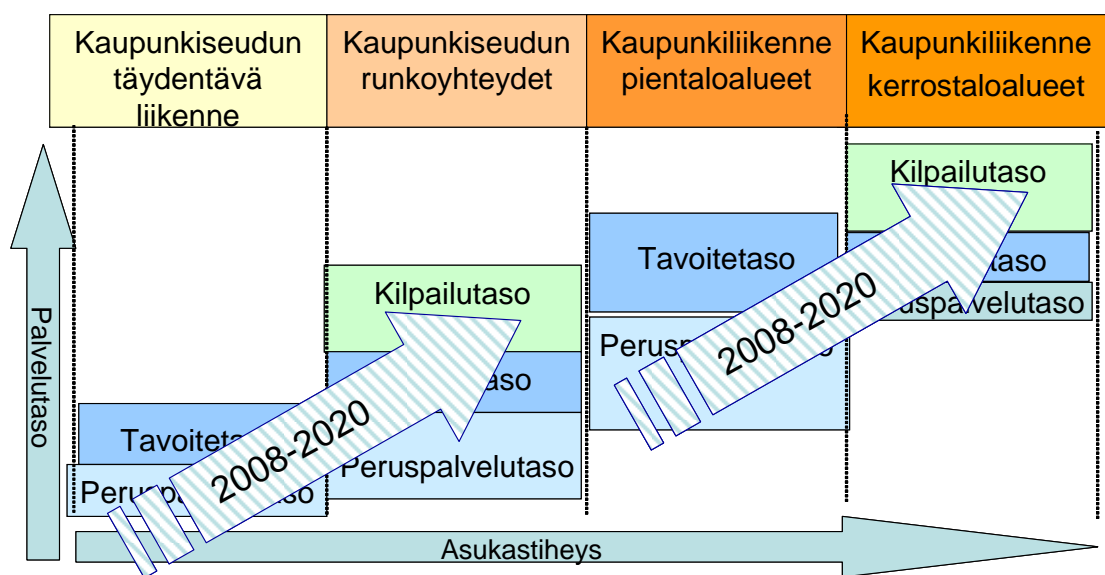 Kaupunkiseudun
täydentävä
liikenne
Kaupunkiseudun
runkoyhteydet
Kaupunkiliikenne
pientaloalueet
Kaupunkiliikenne
kerrostaloalueet
Palvelutaso
Kilpailutaso
Tavoitetaso
2008-2020
Kilpailutaso
2008-2020
Peruspalvelutaso
Asukastiheys